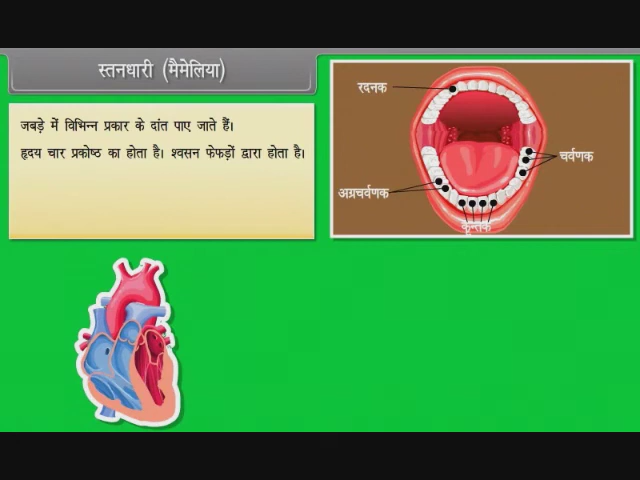 स्तनधारी (मैमेलिया)
जबड़े में विभिन्न प्रकार के दांत पाए जाते हैं।
हृदय चार प्रकोष्ठ का होता है। श्वसन फेफड़ों द्वारा होता है।
रदनक
चर्वणक
अग्रचर्वणक
कृन्तक